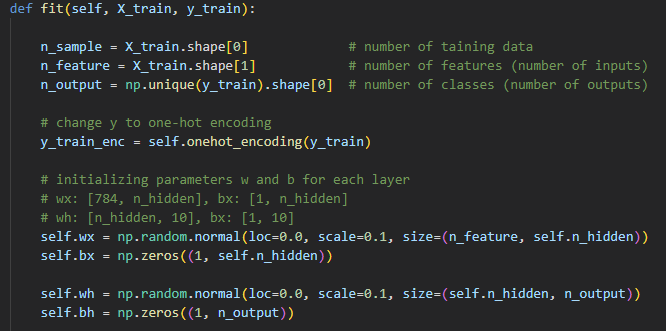 def fit(self, X_train, y_train):
n_sample = X_train.shape[0] # number of taining data
n_feature = X_train.shape[1] # number of features (number of inputs)
n_output = np.unique(y_train).shape[0] # number of classes (number of outputs)
# change y to one-hot encoding
y_train_enc = self.onehot_encoding(y_train)
# initializing parameters w and b for each layer
# wx: [784, n_hidden], bx: [1, n_hidden]
# wh: [n_hidden, 10], bx: [1, 10]
self.wx = np.random.normal(loc=0.0, scale=0.1, size=(n_feature, self.n_hidden))
self.bx = np.zeros((1, self.n_hidden))
self.wh = np.random.normal(loc=0.0, scale=0.1, size=(self.n_hidden, n_output))
self.bh = np.zeros((1, n_output))